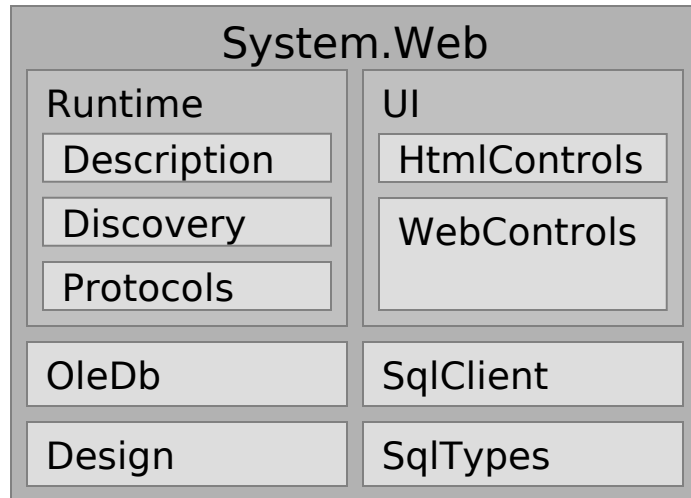 System.Web
Runtime
Description
Discovery
Protocols
UI
HtmlControls
WebControls
OleDb
SqlClient
Design
SqlTypes